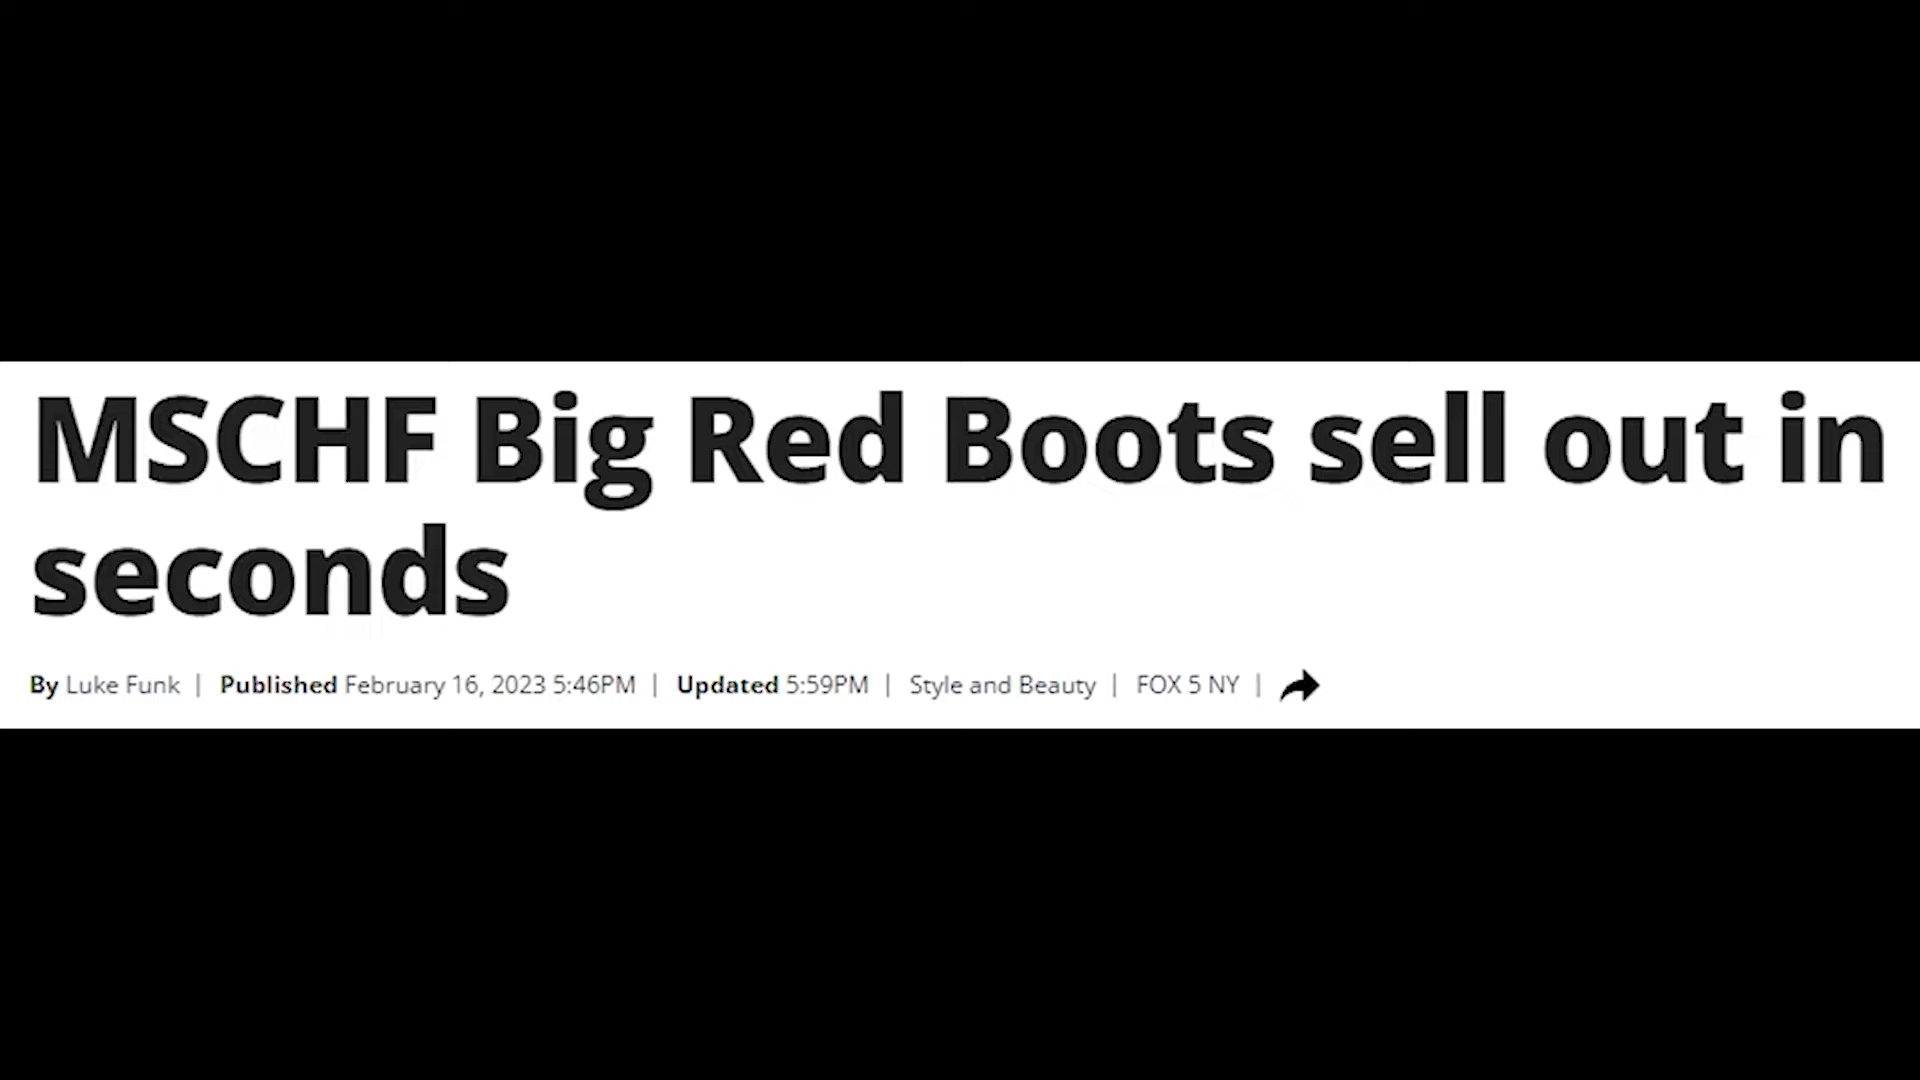 MSCHF Big Red Boots sell out in
seconds
By Luke Funk | Published February 16, 2023 5:46PM | Updated 5:59PM | Style and Beauty | FOX 5 NY |